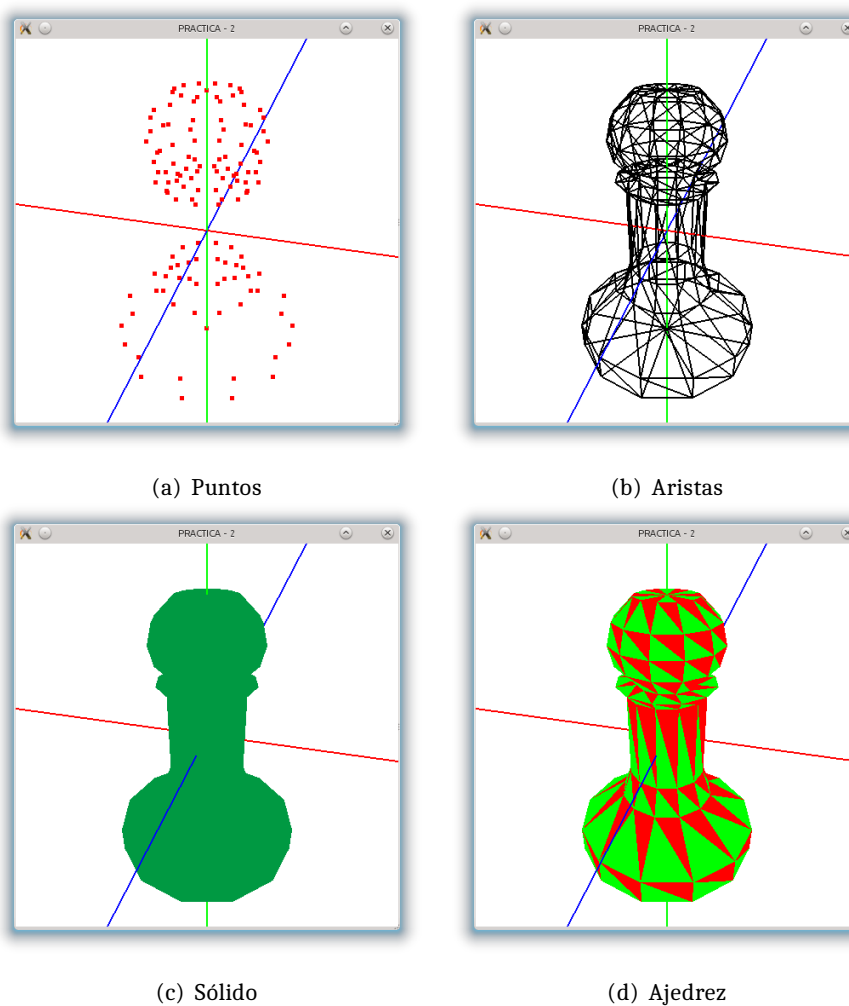 PRACTICA - 2
PRACTICA - 2
(a) Puntos
(b) Aristas
PRACTICA - 2
PRACTICA - 2
(c) Sólido
(d) Ajedrez